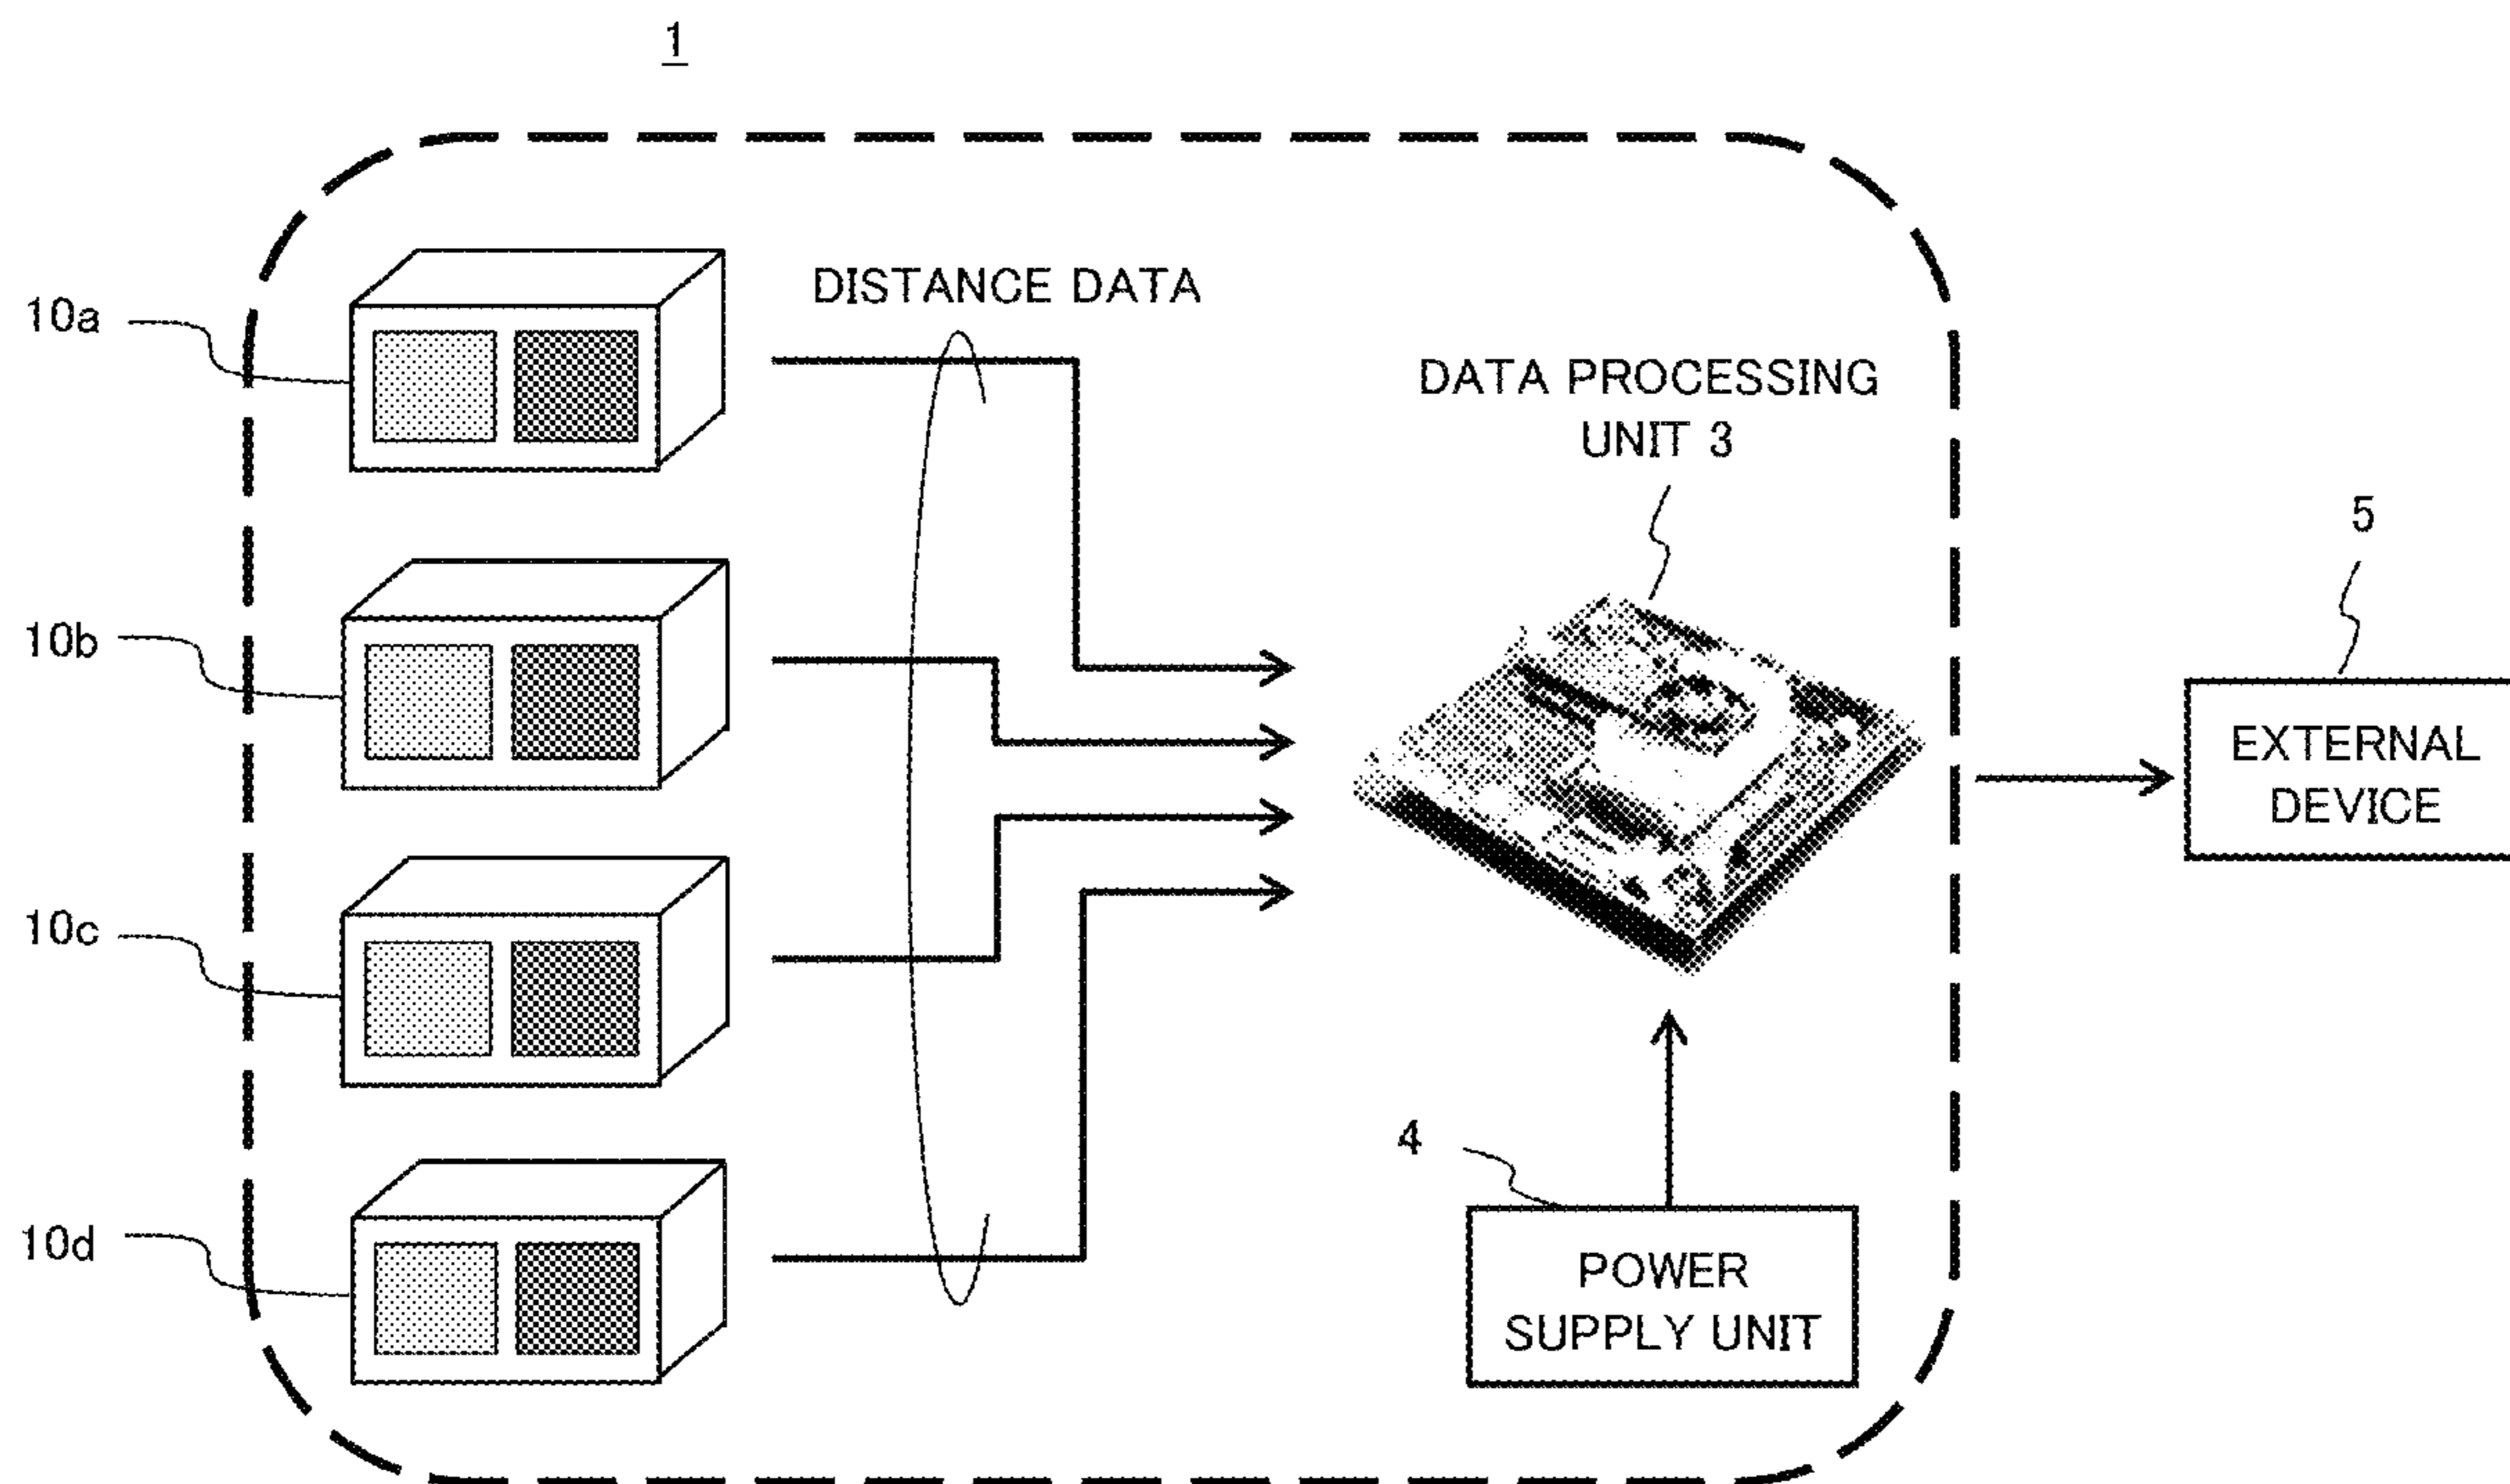 1
10a
DISTANCE DATA
DATA PROCESSING
UNIT 3
5
10b
EXTERNAL
DEVICE
10c
4
10d
POWER
SUPPLY UNIT